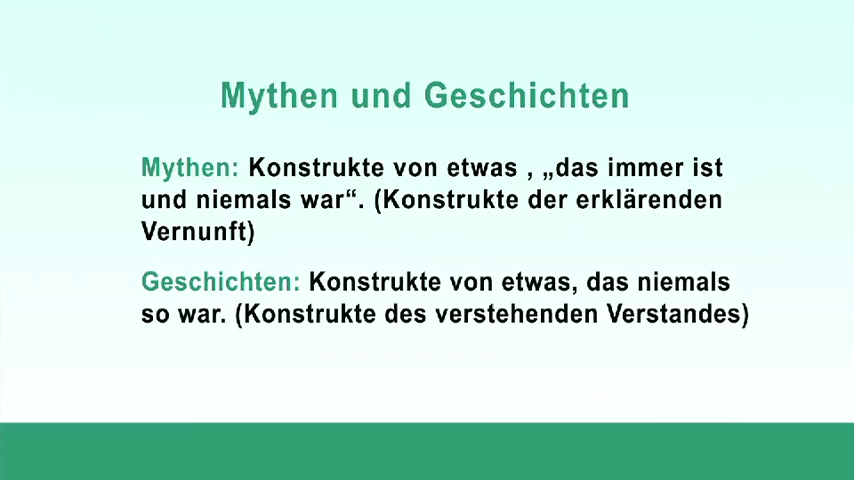 Mythen und Geschichten
Mythen: Konstrukte von etwas , „das immer ist
und niemals war“. (Konstrukte der erklärenden
Vernunft)
Geschichten: Konstrukte von etwas, das niemals
so war. (Konstrukte des verstehenden Verstandes)